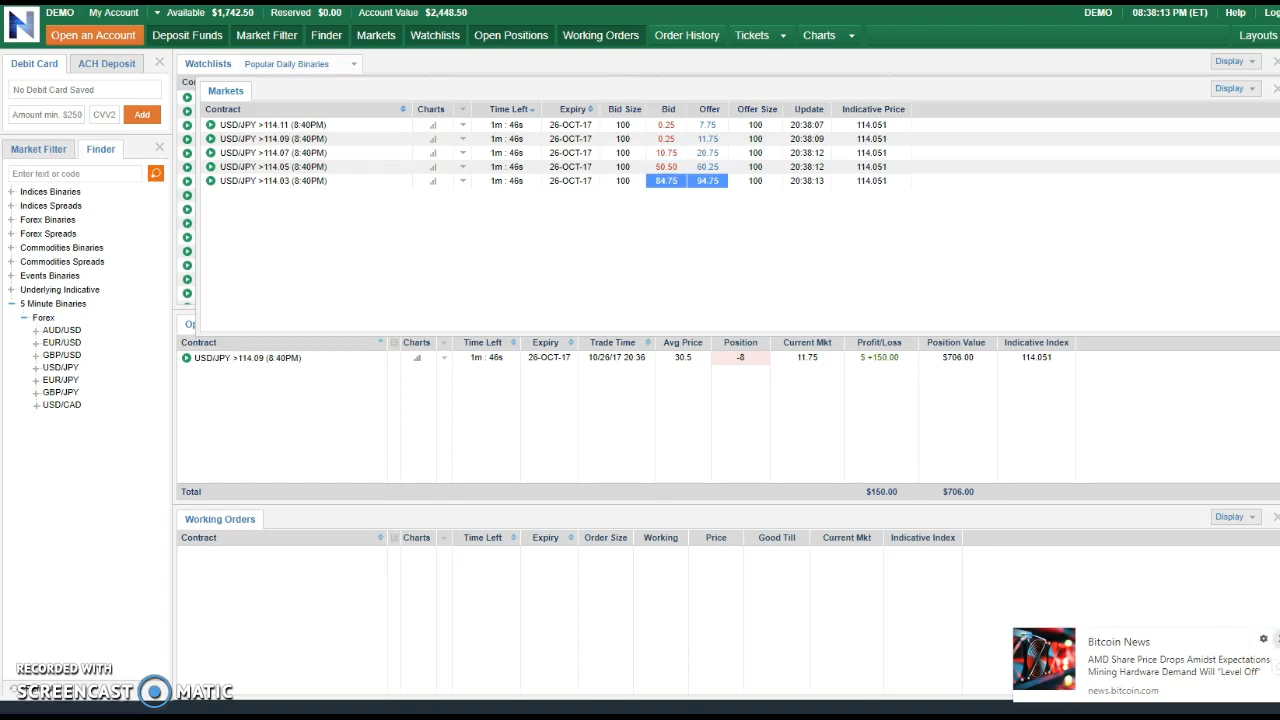 DEMO My Account Available $1,742.50 Reserved $0.00 Account Value $2,448.50 DEMO 08:38:13 PM (ET) Help
Open an Account Deposit Funds Market Filter Finder Markets Watchlists Open Positions Working Orders Order History Tickets Charts Layouts
Debit Card ACH Deposit
No Debit Card Saved
Amount min. $250 CVV2 Add
Market Filter Finder
Enter text or code
Indices Binaries
Indices Spreads
Forex Binaries
Forex Spreads
Commodities Binaries
Commodities Spreads
Events Binaries
Underlying Indicative
5 Minute Binaries
Forex
AUD/USD
EUR/USD
GBP/USD
USD/JPY
EUR/JPY
GBP/JPY
USD/CAD
Watchlists Popular Daily Binaries Display
Markets Display
Contract Charts Time Left Expiry Bid Size Bid Offer Offer Size Update Indicative Price
USD/JPY >114.11 (8:40PM) 1m : 46s 26-OCT-17 100 0.25 7.75 100 20:38:07 114.051
USD/JPY >114.09 (8:40PM) 1m : 46s 26-OCT-17 100 0.25 11.75 100 20:38:09 114.051
USD/JPY >114.07 (8:40PM) 1m : 46s 26-OCT-17 100 10.75 20.75 100 20:38:12 114.051
USD/JPY >114.05 (8:40PM) 1m : 46s 26-OCT-17 100 50.50 60.25 100 20:38:12 114.051
USD/JPY >114.03 (8:40PM) 1m : 46s 26-OCT-17 100 84.75 94.75 100 20:38:13 114.051
Contract Charts Time Left Expiry Trade Time Avg Price Position Current Mkt Profit/Loss Position Value Indicative Index
USD/JPY >114.09 (8:40PM) 1m : 46s 26-OCT-17 10/26/17 20:36 30.5 -8 11.75 $ +150.00 $706.00 114.051
Total $150.00 $706.00
Working Orders Display
Contract Charts Time Left Expiry Order Size Working Price Good Till Current Mkt Indicative Index
Bitcoin News
AMD Share Price Drops Amidst Expectations
Mining Hardware Demand Will "Level Off"
news.bitcoin.com
RECORDED WITH
SCREENCAST MATIC